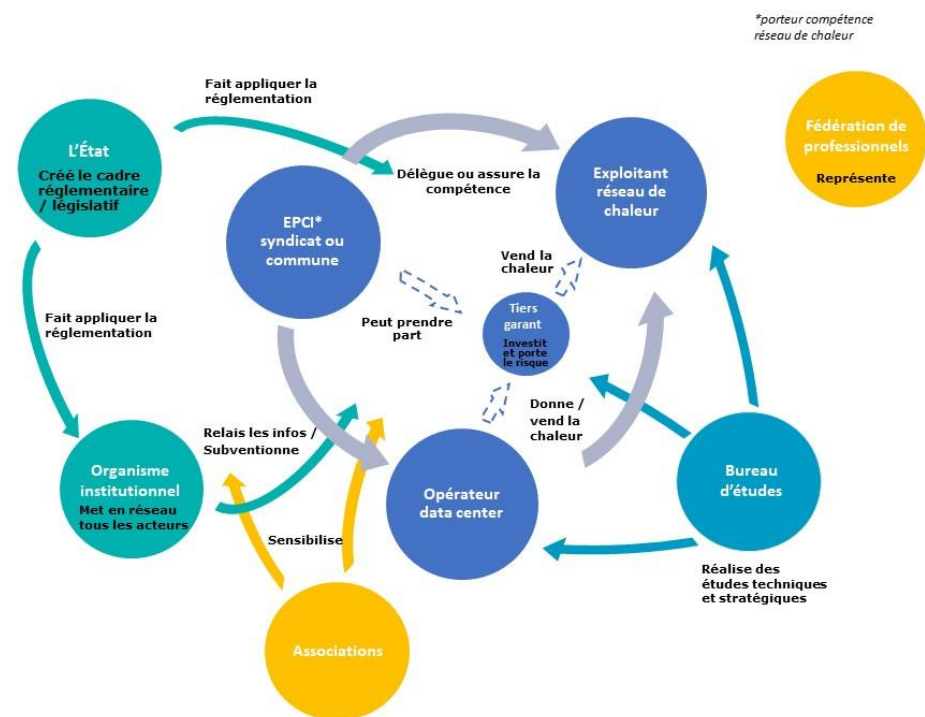 *porteur compétence
réseau de chaleur
Fait appliquer la
réglementation
L'État
Créé le cadre
réglementaire
/ législatif
Fédération de
professionnels
Représente
Délègue ou assure la
compétence
Exploitant
réseau de
chaleur
EPCI*
syndicat ou
commune
Vend la
chaleur
Fait appliquer la
réglementation
Peut prendre
part
Tiers
garant
Investit
et porte
le risque
Relais les infos /
Subventionne
Donne /
vend la
chaleur
Organisme
institutionnel
Met en réseau
tous les acteurs
Opérateur
data center
Bureau
d'études
Sensibilise
Réalise des
études techniques
et stratégiques
Associations